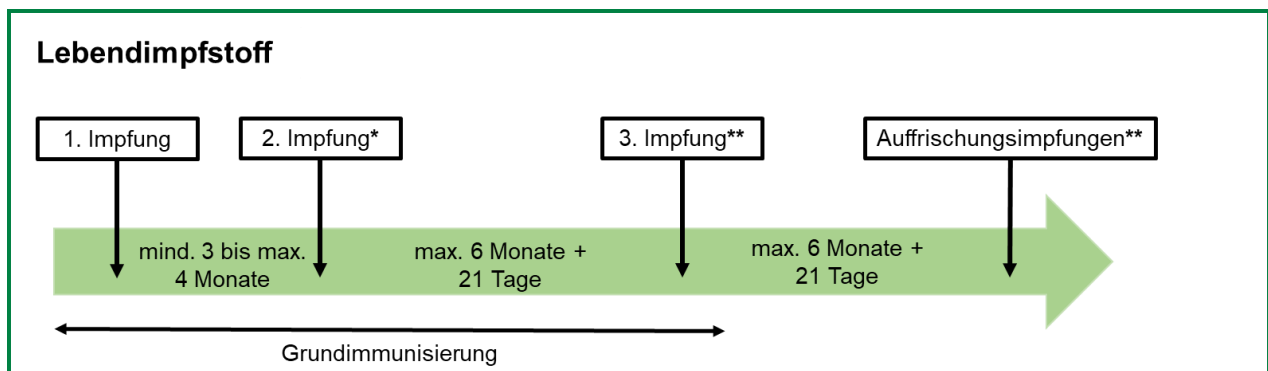 Lebendimpfstoff
1. Impfung
2. Impfung*
3. Impfung**
Auffrischungsimpfungen**
mind. 3 bis max.
4 Monate
max. 6 Monate +
21 Tage
max. 6 Monate +
21 Tage
Grundimmunisierung